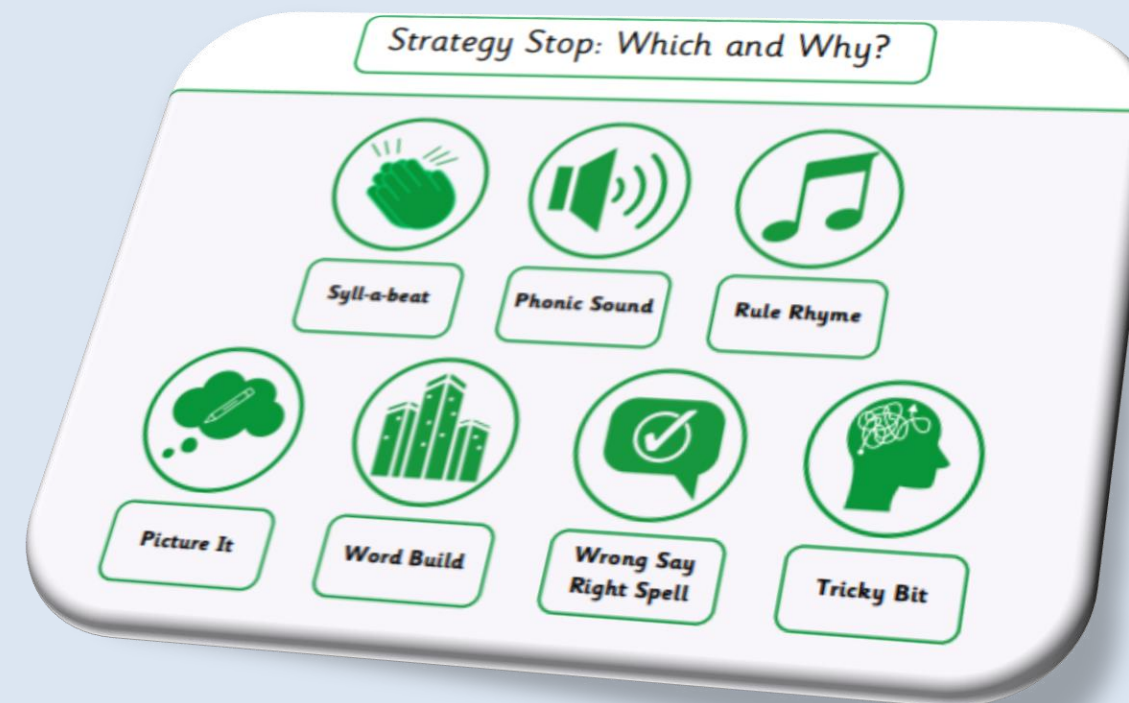 Strategy Stop: Which and Why?
Syll-a-beat
Phonic Sound
Rule Rhyme
Picture It
Word Build
Wrong Say
Right Spell
Tricky Bit